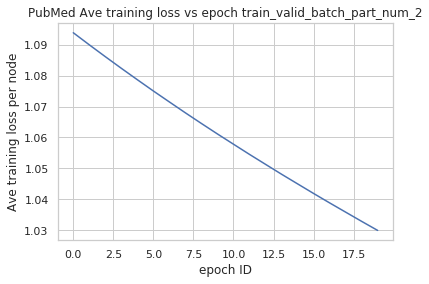 PubMed Ave training loss vs epoch train_valid_batch_part_num_2
Ave training loss per node
1.09
1.08
1.07
1.06
1.05
1.04
1.03
0.0 2.5 5.0 7.5 10.0 12.5 15.0 17.5
epoch ID